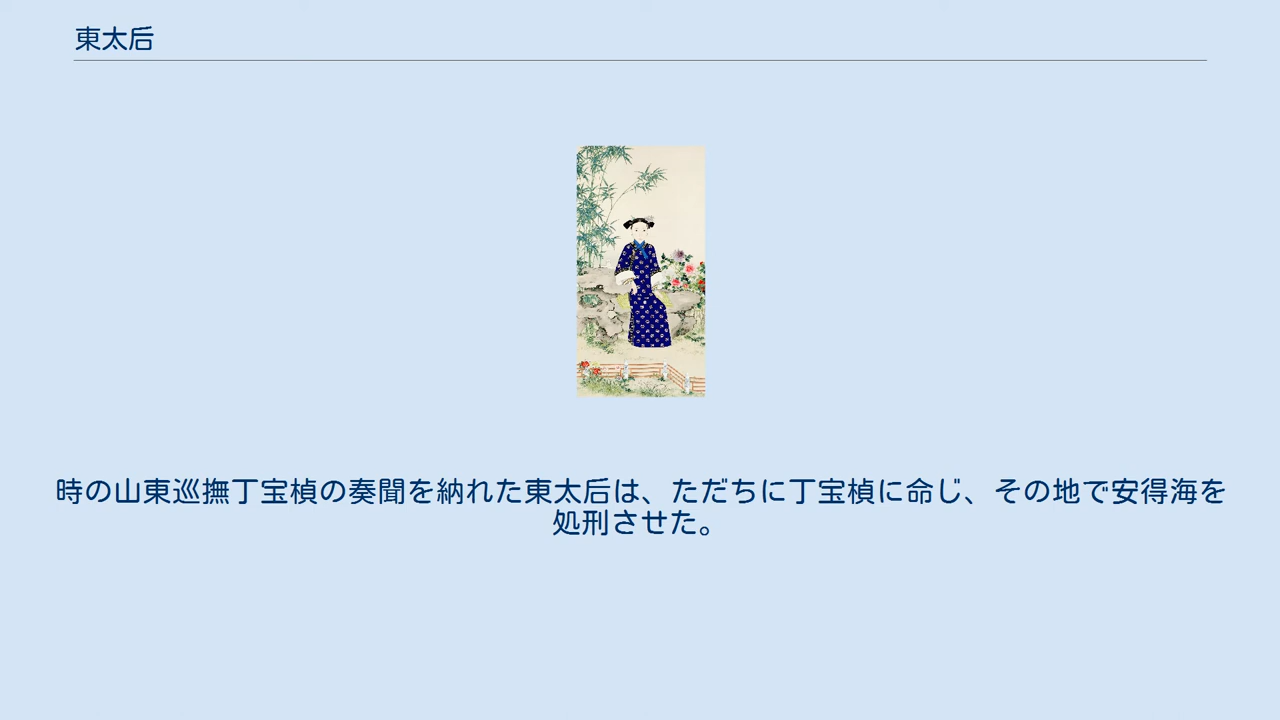 東太后
時の山東巡撫丁宝楨の奏聞を納れた東太后は、ただちに丁宝楨に命じ、その地で安得海を
処刑させた。